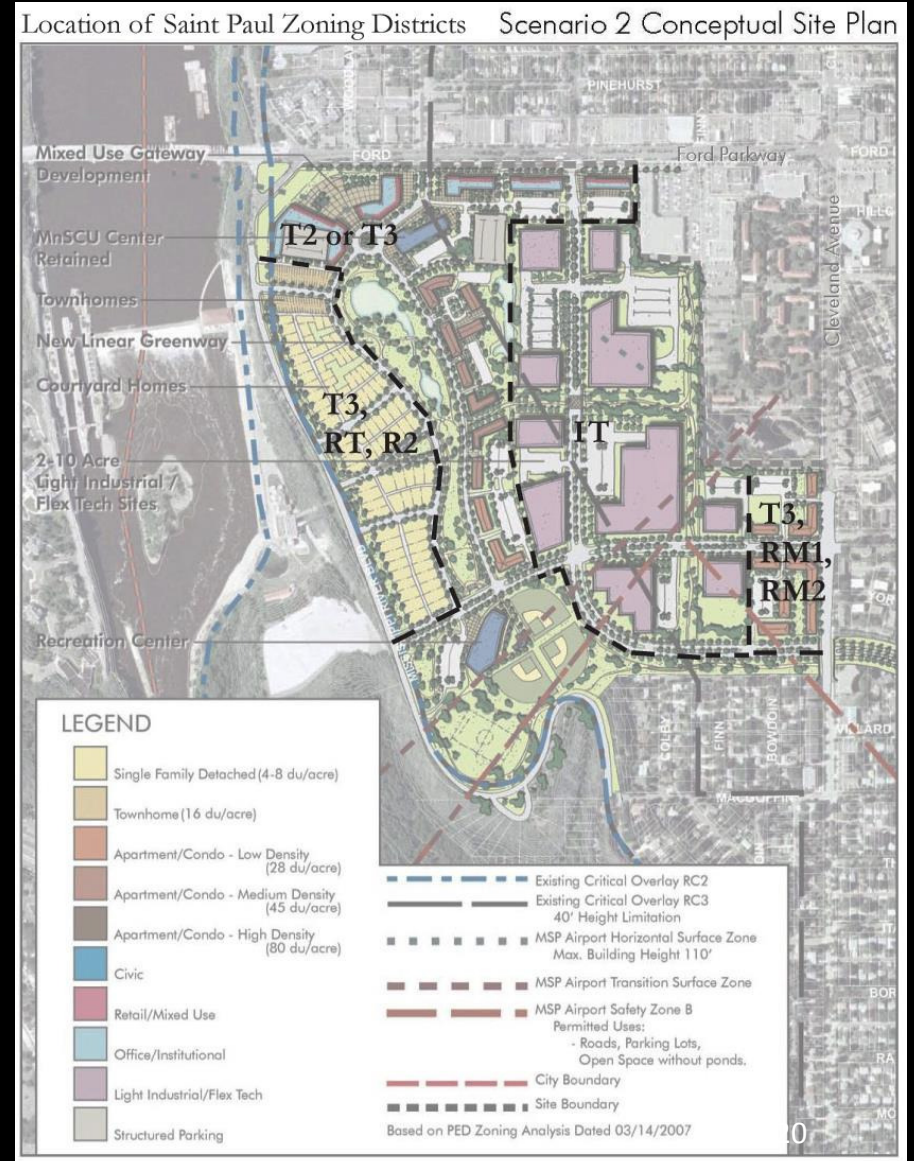 Location of Saint Paul Zoning Districts
Scenario 2 Conceptual Site Plan
PINEHURST
FINN
FORD
Ford Parkway
FORD
Mixed Use Gateway
Development
Cleveland Avenue
MnSCU Center
Retained
T2 or T3
Townhomes
New Linear Greenway
Courtyard Homes
T3,
RT, R2
IT
2-10 Acre
Light Industrial /
Flex Tech Sites
T3,
RM1,
RM2
Recreation Center
COLBY
FINN
BOWDOIN
MACGUFFIN
LEGEND
Single Family Detached (4-8 du/acre)
Townhome (16 du/acre)
Apartment/Condo - Low Density
(28 du/acre)
Apartment/Condo - Medium Density
(45 du/acre)
Apartment/Condo - High Density
(80 du/acre)
Civic
Retail/Mixed Use
Office/Institutional
Light Industrial/Flex Tech
Structured Parking
Existing Critical Overlay RC2
Existing Critical Overlay RC3
40' Height Limitation
MSP Airport Horizontal Surface Zone
Max. Building Height 110'
MSP Airport Transition Surface Zone
MSP Airport Safety Zone B
Permitted Uses:
- Roads, Parking Lots,
Open Space without ponds.
City Boundary
Site Boundary
Based on PED Zoning Analysis Dated 03/14/2007
20